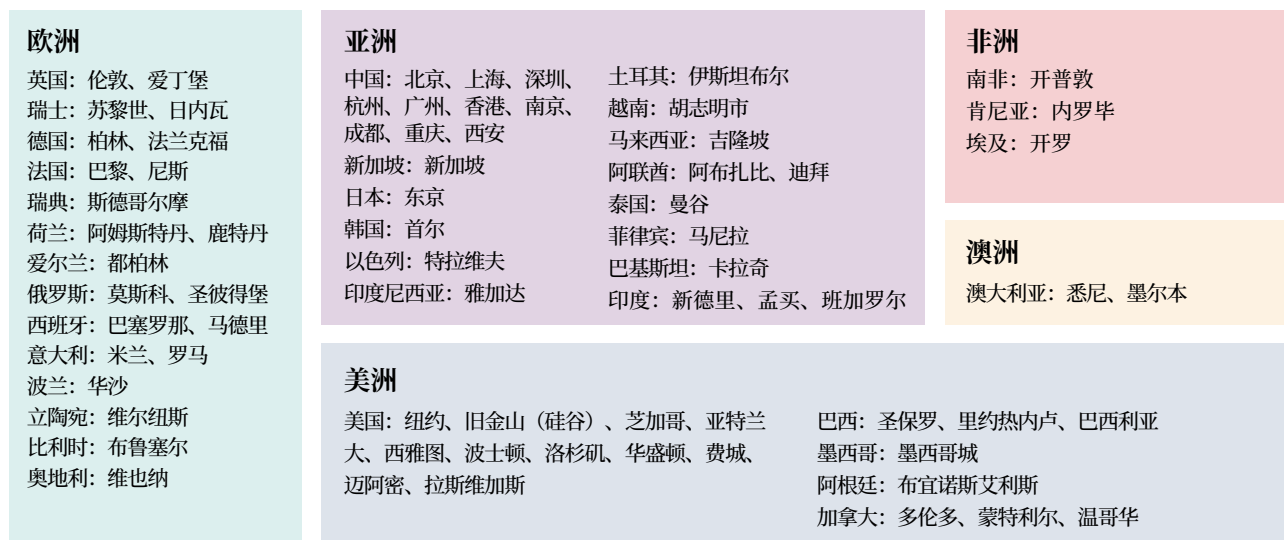 欧洲
英国：伦敦、爱丁堡
瑞士：苏黎世、日内瓦
德国：柏林、法兰克福
法国：巴黎、尼斯
瑞典：斯德哥尔摩
荷兰：阿姆斯特丹、鹿特丹
爱尔兰：都柏林
俄罗斯：莫斯科、圣彼得堡
西班牙：巴塞罗那、马德里
意大利：米兰、罗马
波兰：华沙
立陶宛：维尔纽斯
比利时：布鲁塞尔
奥地利：维也纳
亚洲
中国：北京、上海、深圳、
杭州、广州、香港、南京、
成都、重庆、西安
新加坡：新加坡
日本：东京
韩国：首尔
以色列：特拉维夫
印度尼西亚：雅加达
土耳其：伊斯坦布尔
越南：胡志明市
马来西亚：吉隆坡
阿联酋：阿布扎比、迪拜
泰国：曼谷
菲律宾：马尼拉
巴基斯坦：卡拉奇
印度：新德里、孟买、班加罗尔
非洲
南非：开普敦
肯尼亚：内罗毕
埃及：开罗
澳洲
澳大利亚：悉尼、墨尔本
美洲
美国：纽约、旧金山（硅谷）、芝加哥、亚特兰
大、西雅图、波士顿、洛杉矶、华盛顿、费城、
迈阿密、拉斯维加斯
巴西：圣保罗、里约热内卢、巴西利亚
墨西哥：墨西哥城
阿根廷：布宜诺斯艾利斯
加拿大：多伦多、蒙特利尔、温哥华